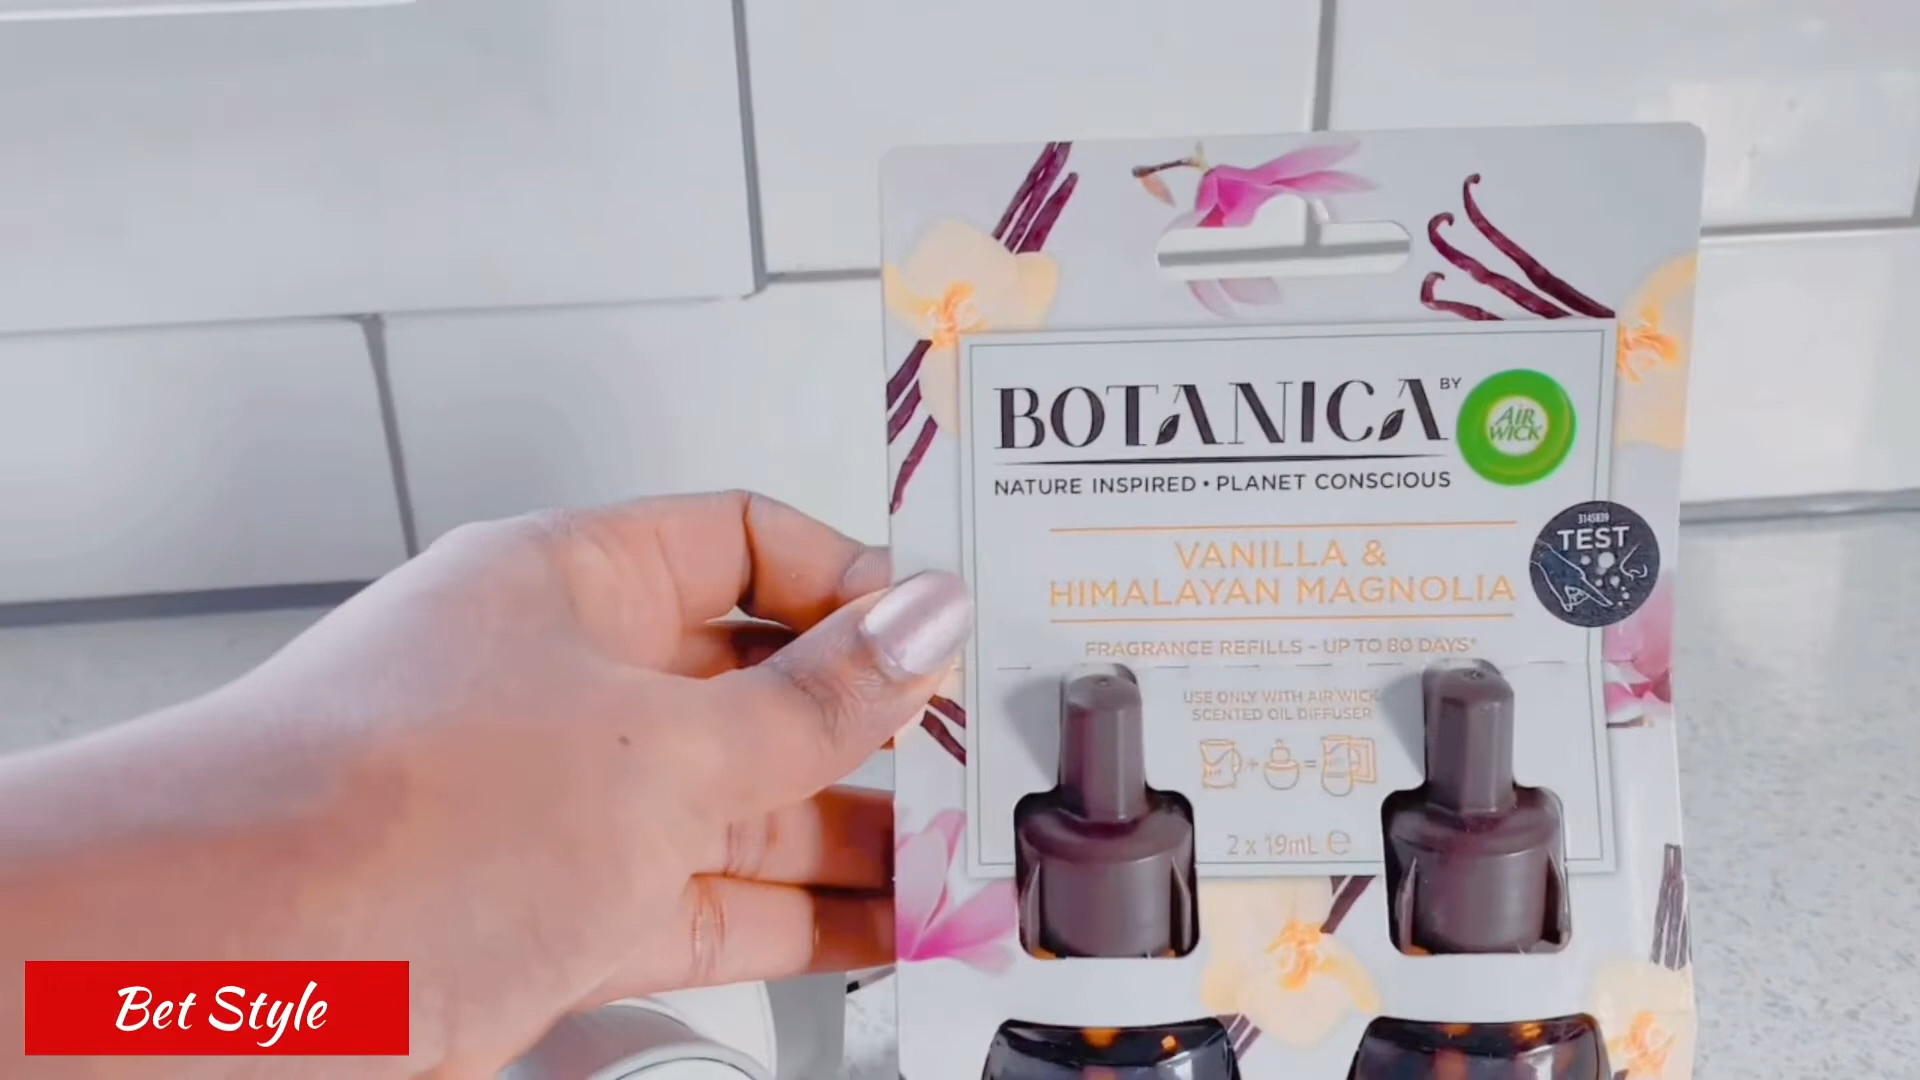 BOTANICA BY
AIR
WICK
NATURE INSPIRED • PLANET CONSCIOUS
3145839
TEST
VANILLA &
HIMALAYAN MAGNOLIA
FRAGRANCE REFILLS - UP TO 80 DAYS*
USE ONLY WITH AIR WICK
SCENTED OIL DIFFUSER
+ =
2 x 19mL ℮
Bet Style